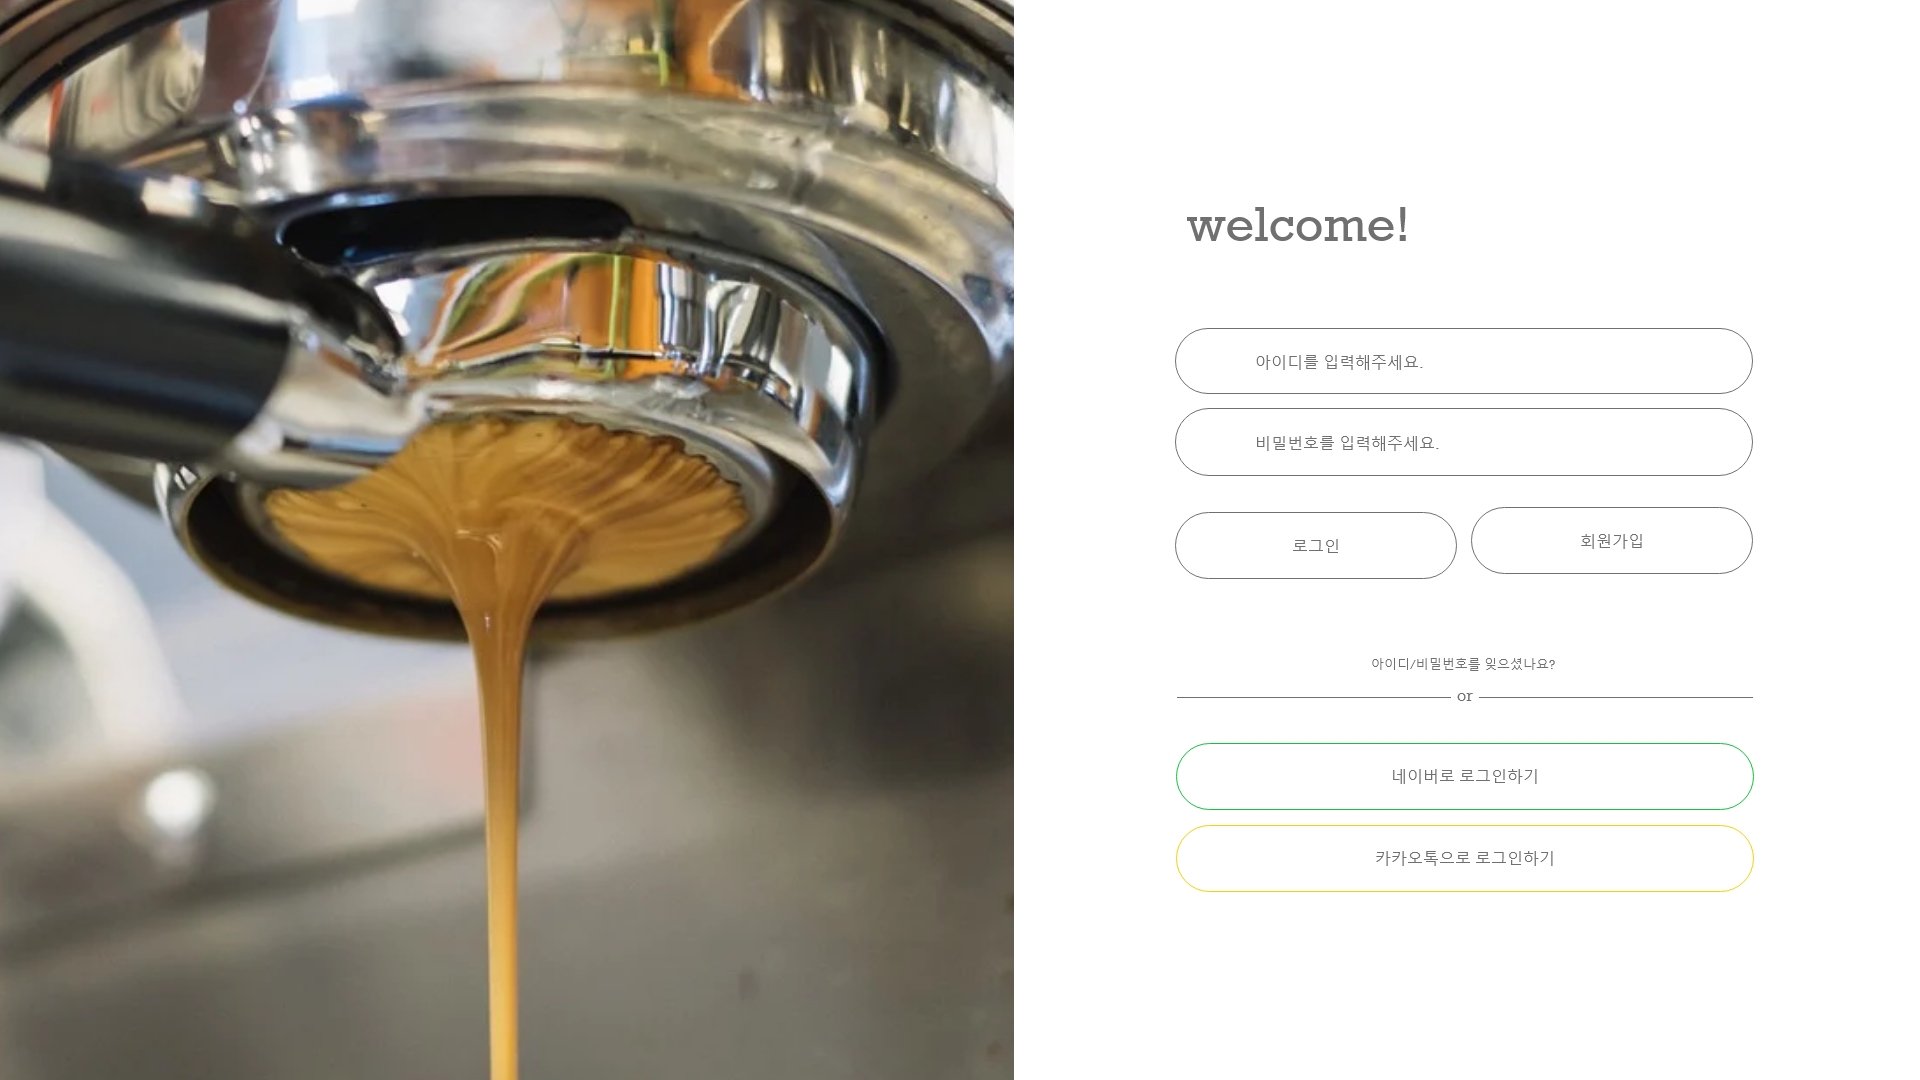 welcome!
아이디를 입력해주세요.
비밀번호를 입력해주세요.
로그인
회원가입
아이디/비밀번호를 잊으셨나요?
or
네이버로 로그인하기
카카오톡으로 로그인하기